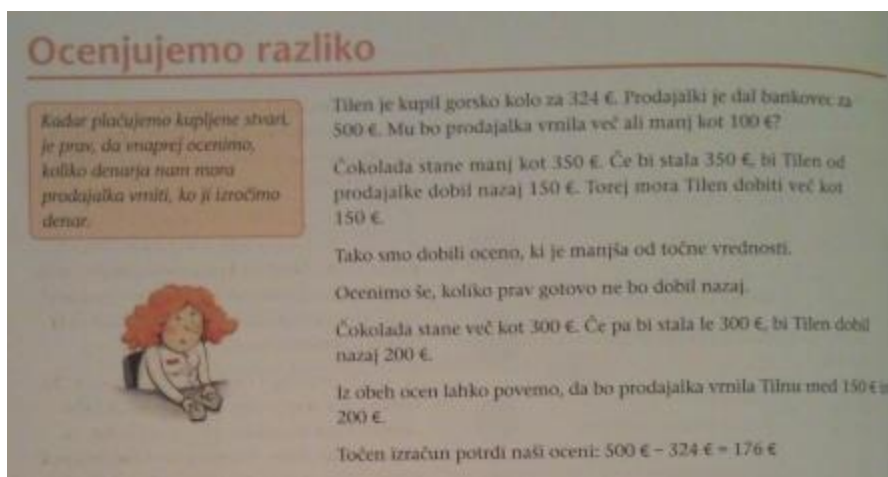 Ocenjujemo razliko
Kadar plačujemo kupljene stvari,
je prav, da vnaprej ocenimo,
koliko denarja nam mora
prodajalka vrniti, ko ji izročimo
denar.
Tilen je kupil gorsko kolo za 324 €. Prodajalki je dal bankovec za
500 €. Mu bo prodajalka vrnila več ali manj kot 100 €?
Čokolada stane manj kot 350 €. Če bi stala 350 €, bi Tilen od
prodajalke dobil nazaj 150 €. Torej mora Tilen dobiti več kot
150 €.
Tako smo dobili oceno, ki je manjša od točne vrednosti.
Ocenimo še, koliko prav gotovo ne bo dobil nazaj.
Čokolada stane več kot 300 €. Če pa bi stala le 300 €, bi Tilen dobil
nazaj 200 €.
Iz obeh ocen lahko povemo, da bo prodajalka vrnila Tilnu med 150 € in
200 €.
Točen izračun potrdi naši oceni: 500 € – 324 € = 176 €